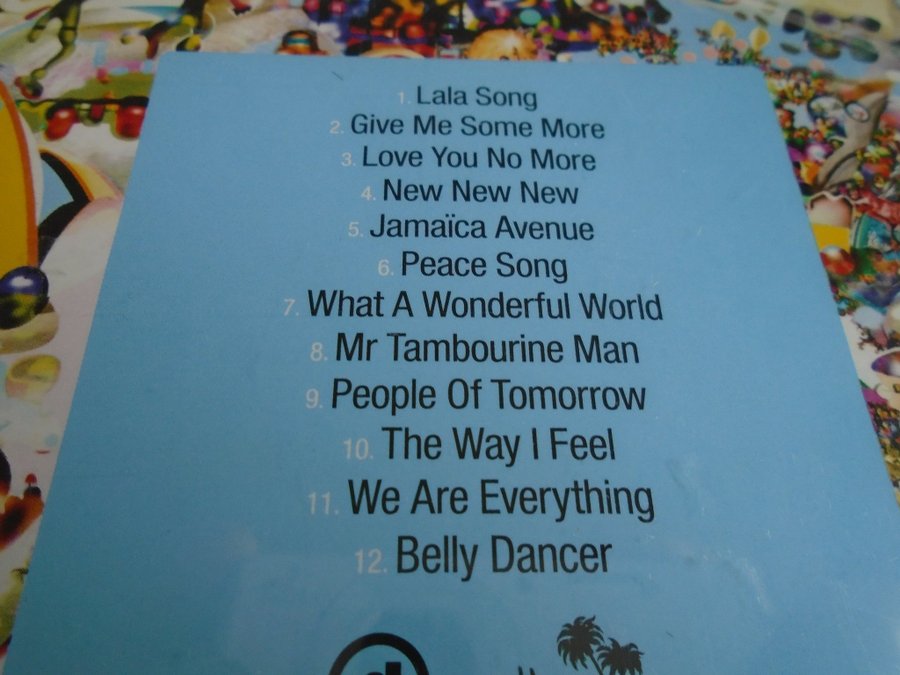 1. Lala Song
2. Give Me Some More
3. Love You No More
4. New New New
5. Jamaïca Avenue
6. Peace Song
7. What A Wonderful World
8. Mr Tambourine Man
9. People Of Tomorrow
10. The Way I Feel
11. We Are Everything
12. Belly Dancer